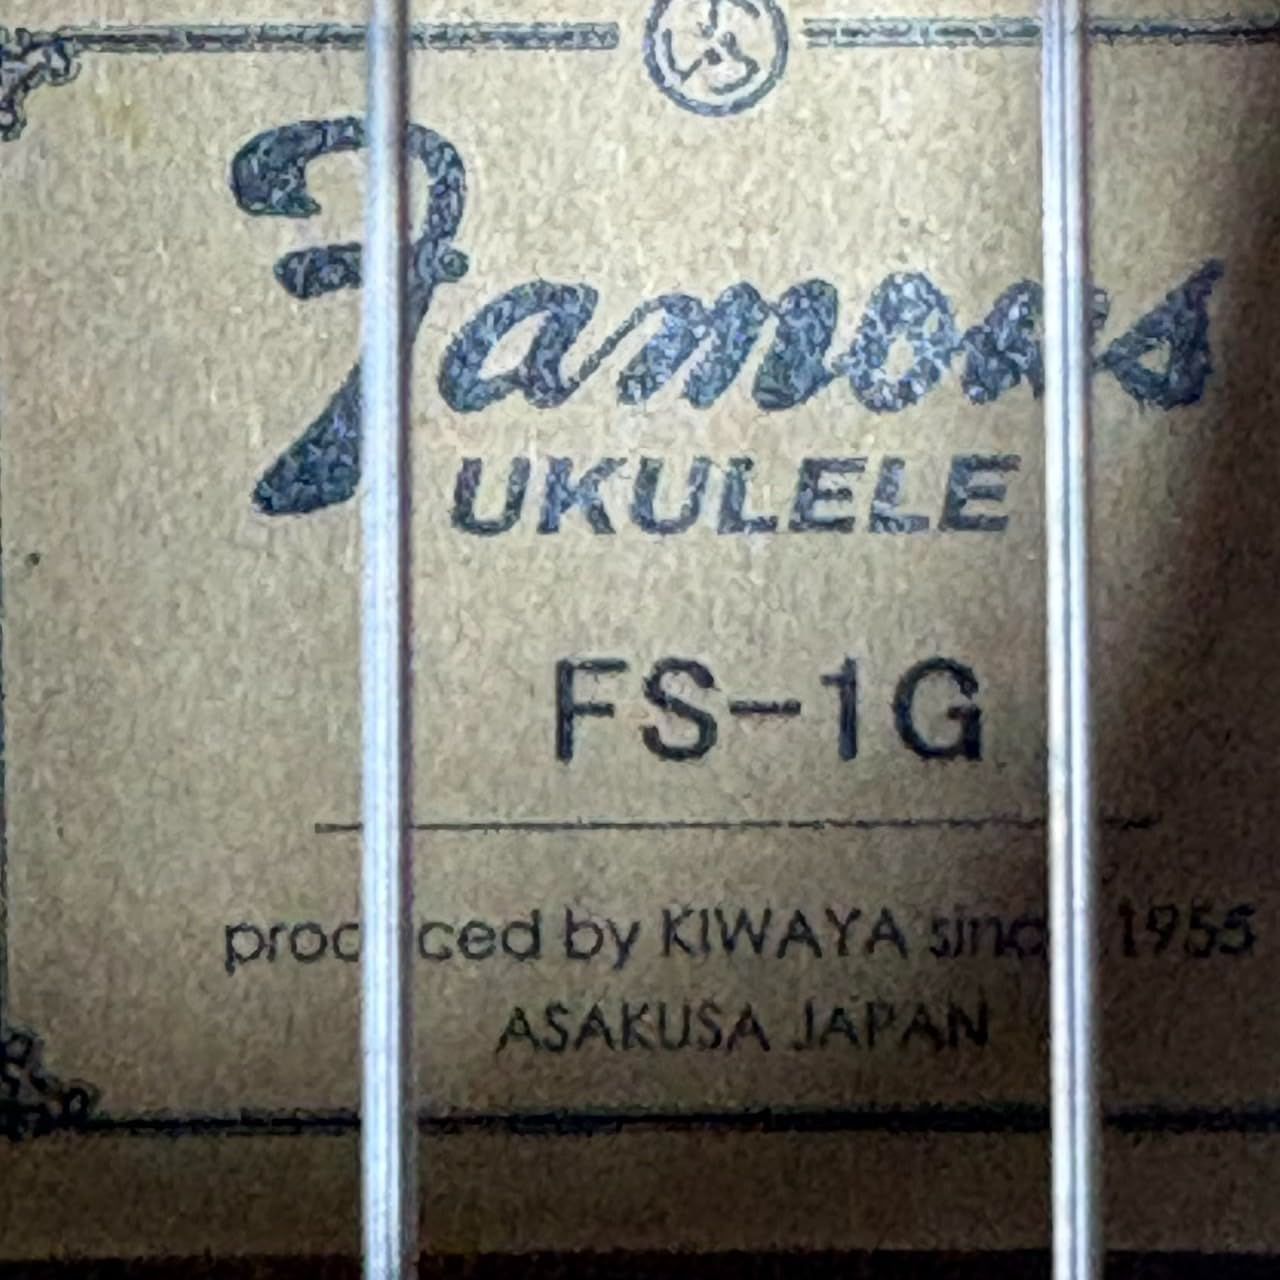 Famous
UKULELE
FS-1G
produced by KIWAYA since 1955
ASAKUSA JAPAN